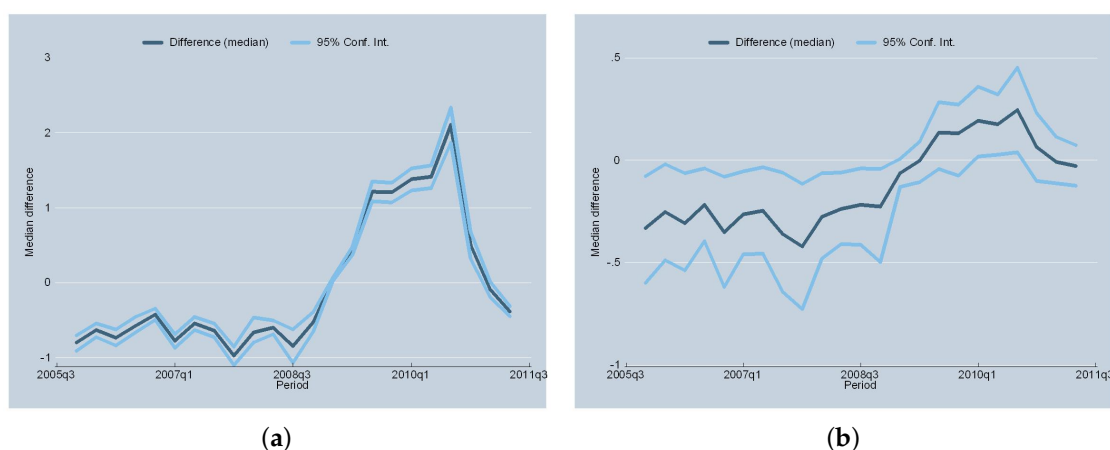 Difference (median) 95% Conf. Int.
3
2
1
0
-1
Median difference
2005q3 2007q1 2008q3 2010q1 2011q3
Period
(a)
Difference (median) 95% Conf. Int.
.5
0
-.5
-1
Median difference
2005q3 2007q1 2008q3 2010q1 2011q3
Period
(b)